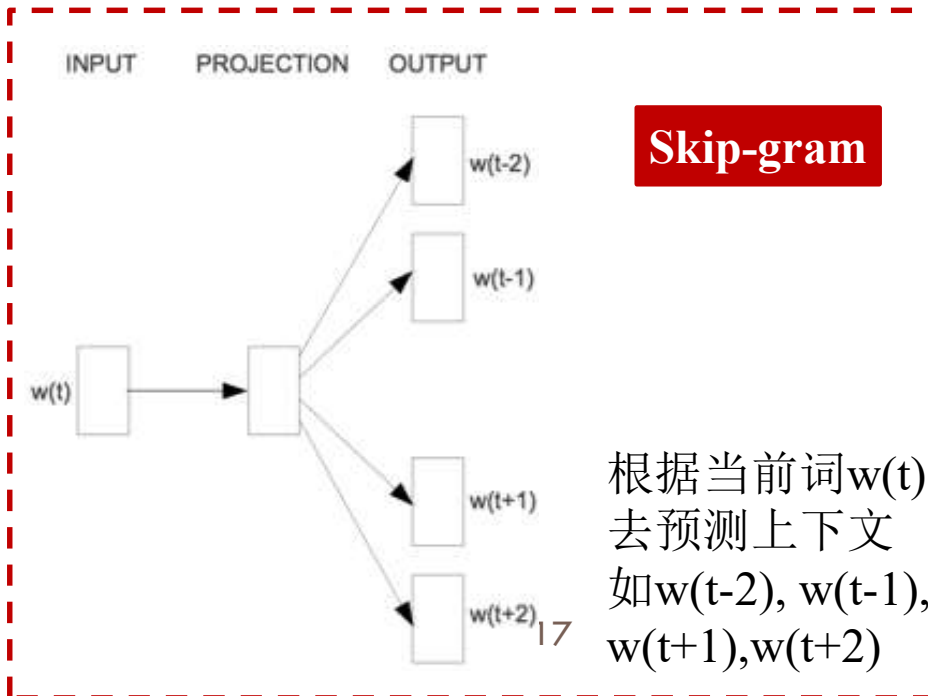 INPUT PROJECTION OUTPUT
Skip-gram
w(t-2)
w(t-1)
w(t)
w(t+1)
w(t+2)
17
根据当前词w(t)
去预测上下文
如w(t-2), w(t-1),
w(t+1),w(t+2)